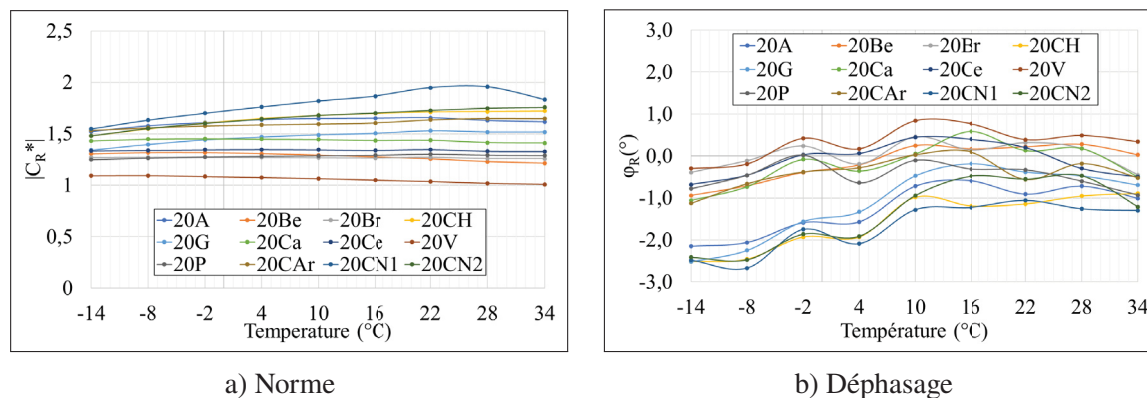 2,5
2
1,5
1
0,5
0
|C_R*|
20A 20Be 20Br 20CH
20G 20Ca 20Ce 20V
20P 20CAr 20CN1 20CN2
-14 -8 -2 4 10 16 22 28 34
Temperature (°C)
a) Norme
3,0
2,0
1,0
0,0
-1,0
-2,0
-3,0
φ_R(°)
20A 20Be 20Br 20CH
20G 20Ca 20Ce 20V
20P 20CAr 20CN1 20CN2
-14 -8 -2 4 10 16 22 28 34
Température (°C)
b) Déphasage